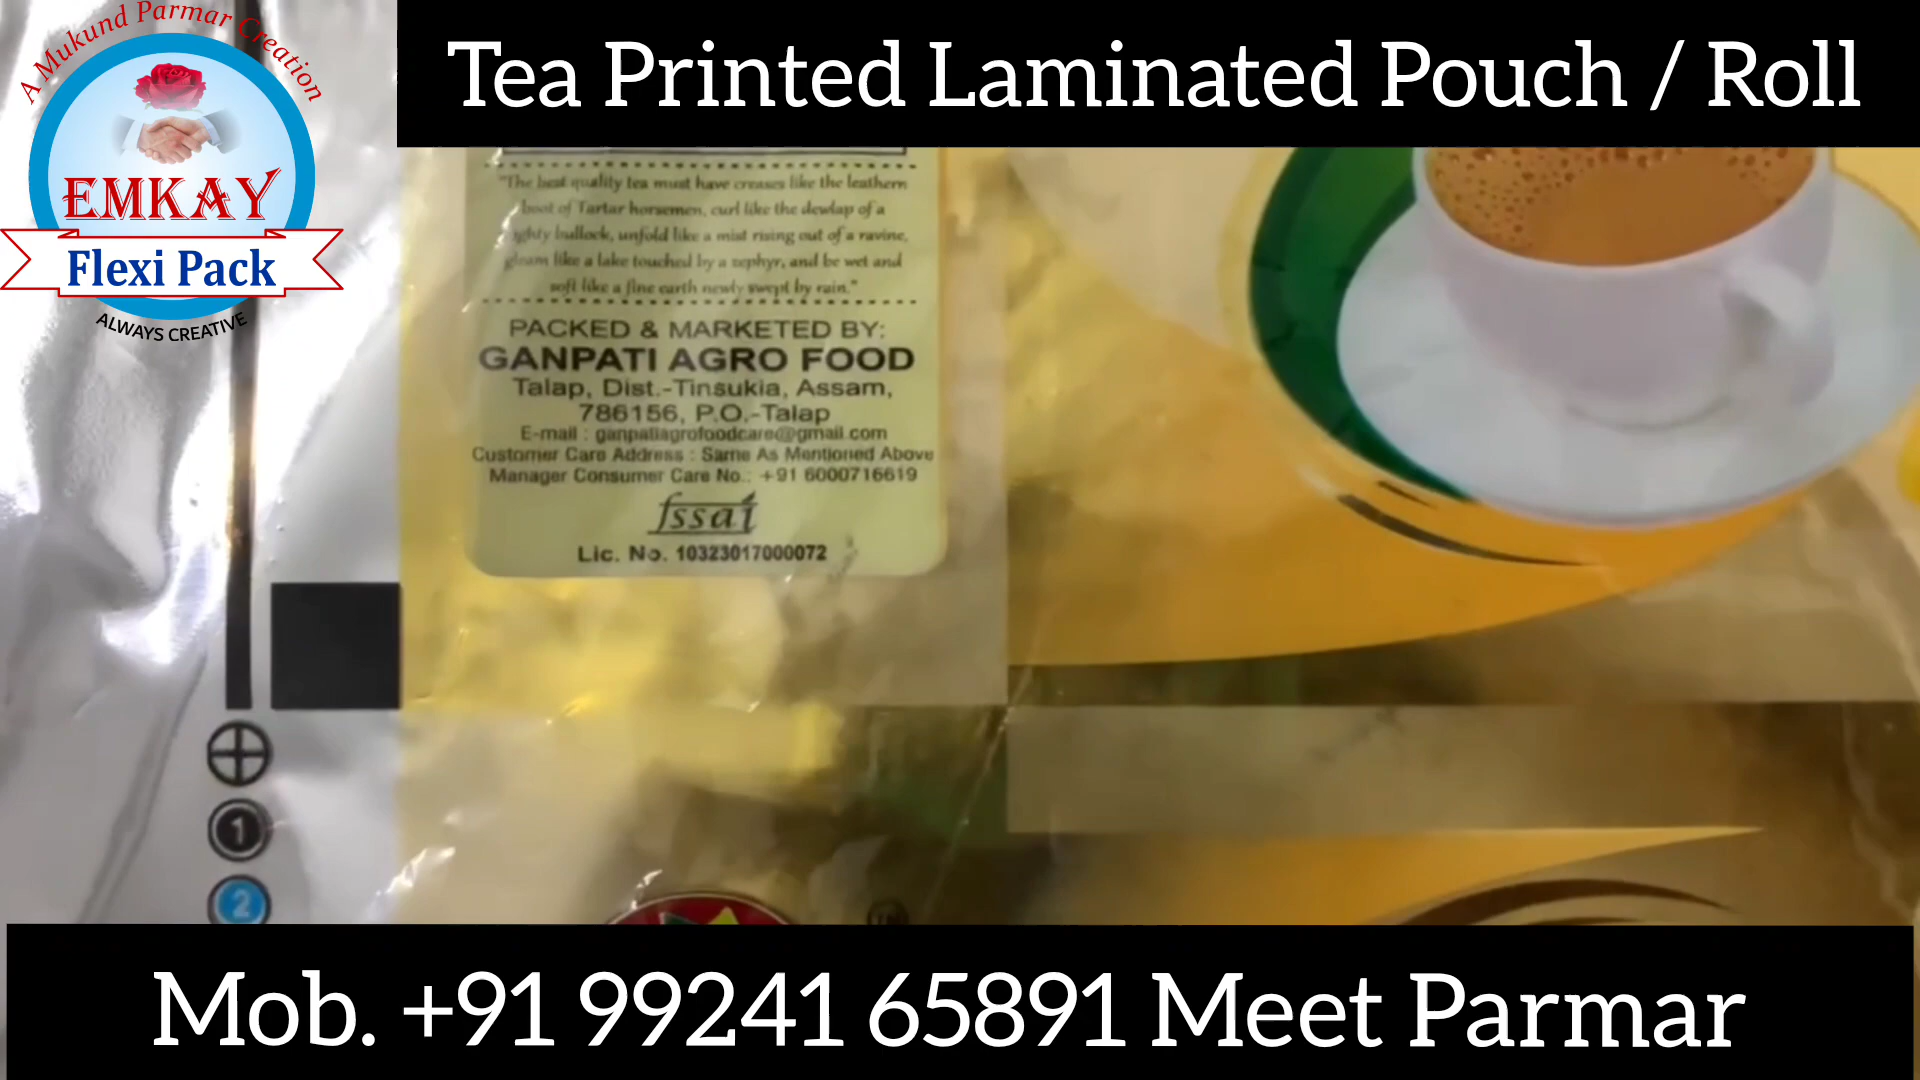 A Mukund Parmar Creation
EMKAY
Flexi Pack
ALWAYS CREATIVE
Tea Printed Laminated Pouch / Roll
"The best quality tea must have creases like the leathern
boot of Tartar horsemen, curl like the dewlap of a
ghty bullock, unfold like a mist rising out of a ravine,
gleam like a lake touched by a zephyr, and be wet and
soft like a fine earth newly swept by rain."
PACKED & MARKETED BY:
GANPATI AGRO FOOD
Talap, Dist.-Tinsukia, Assam,
786156, P.O.-Talap
E-mail : ganpatiagrofoodcare@gmail.com
Customer Care Address : Same As Mentioned Above
Manager Consumer Care No.: +91 6000716619
fssai
Lic. No. 10323017000072
1
2
Mob. +91 99241 65891 Meet Parmar